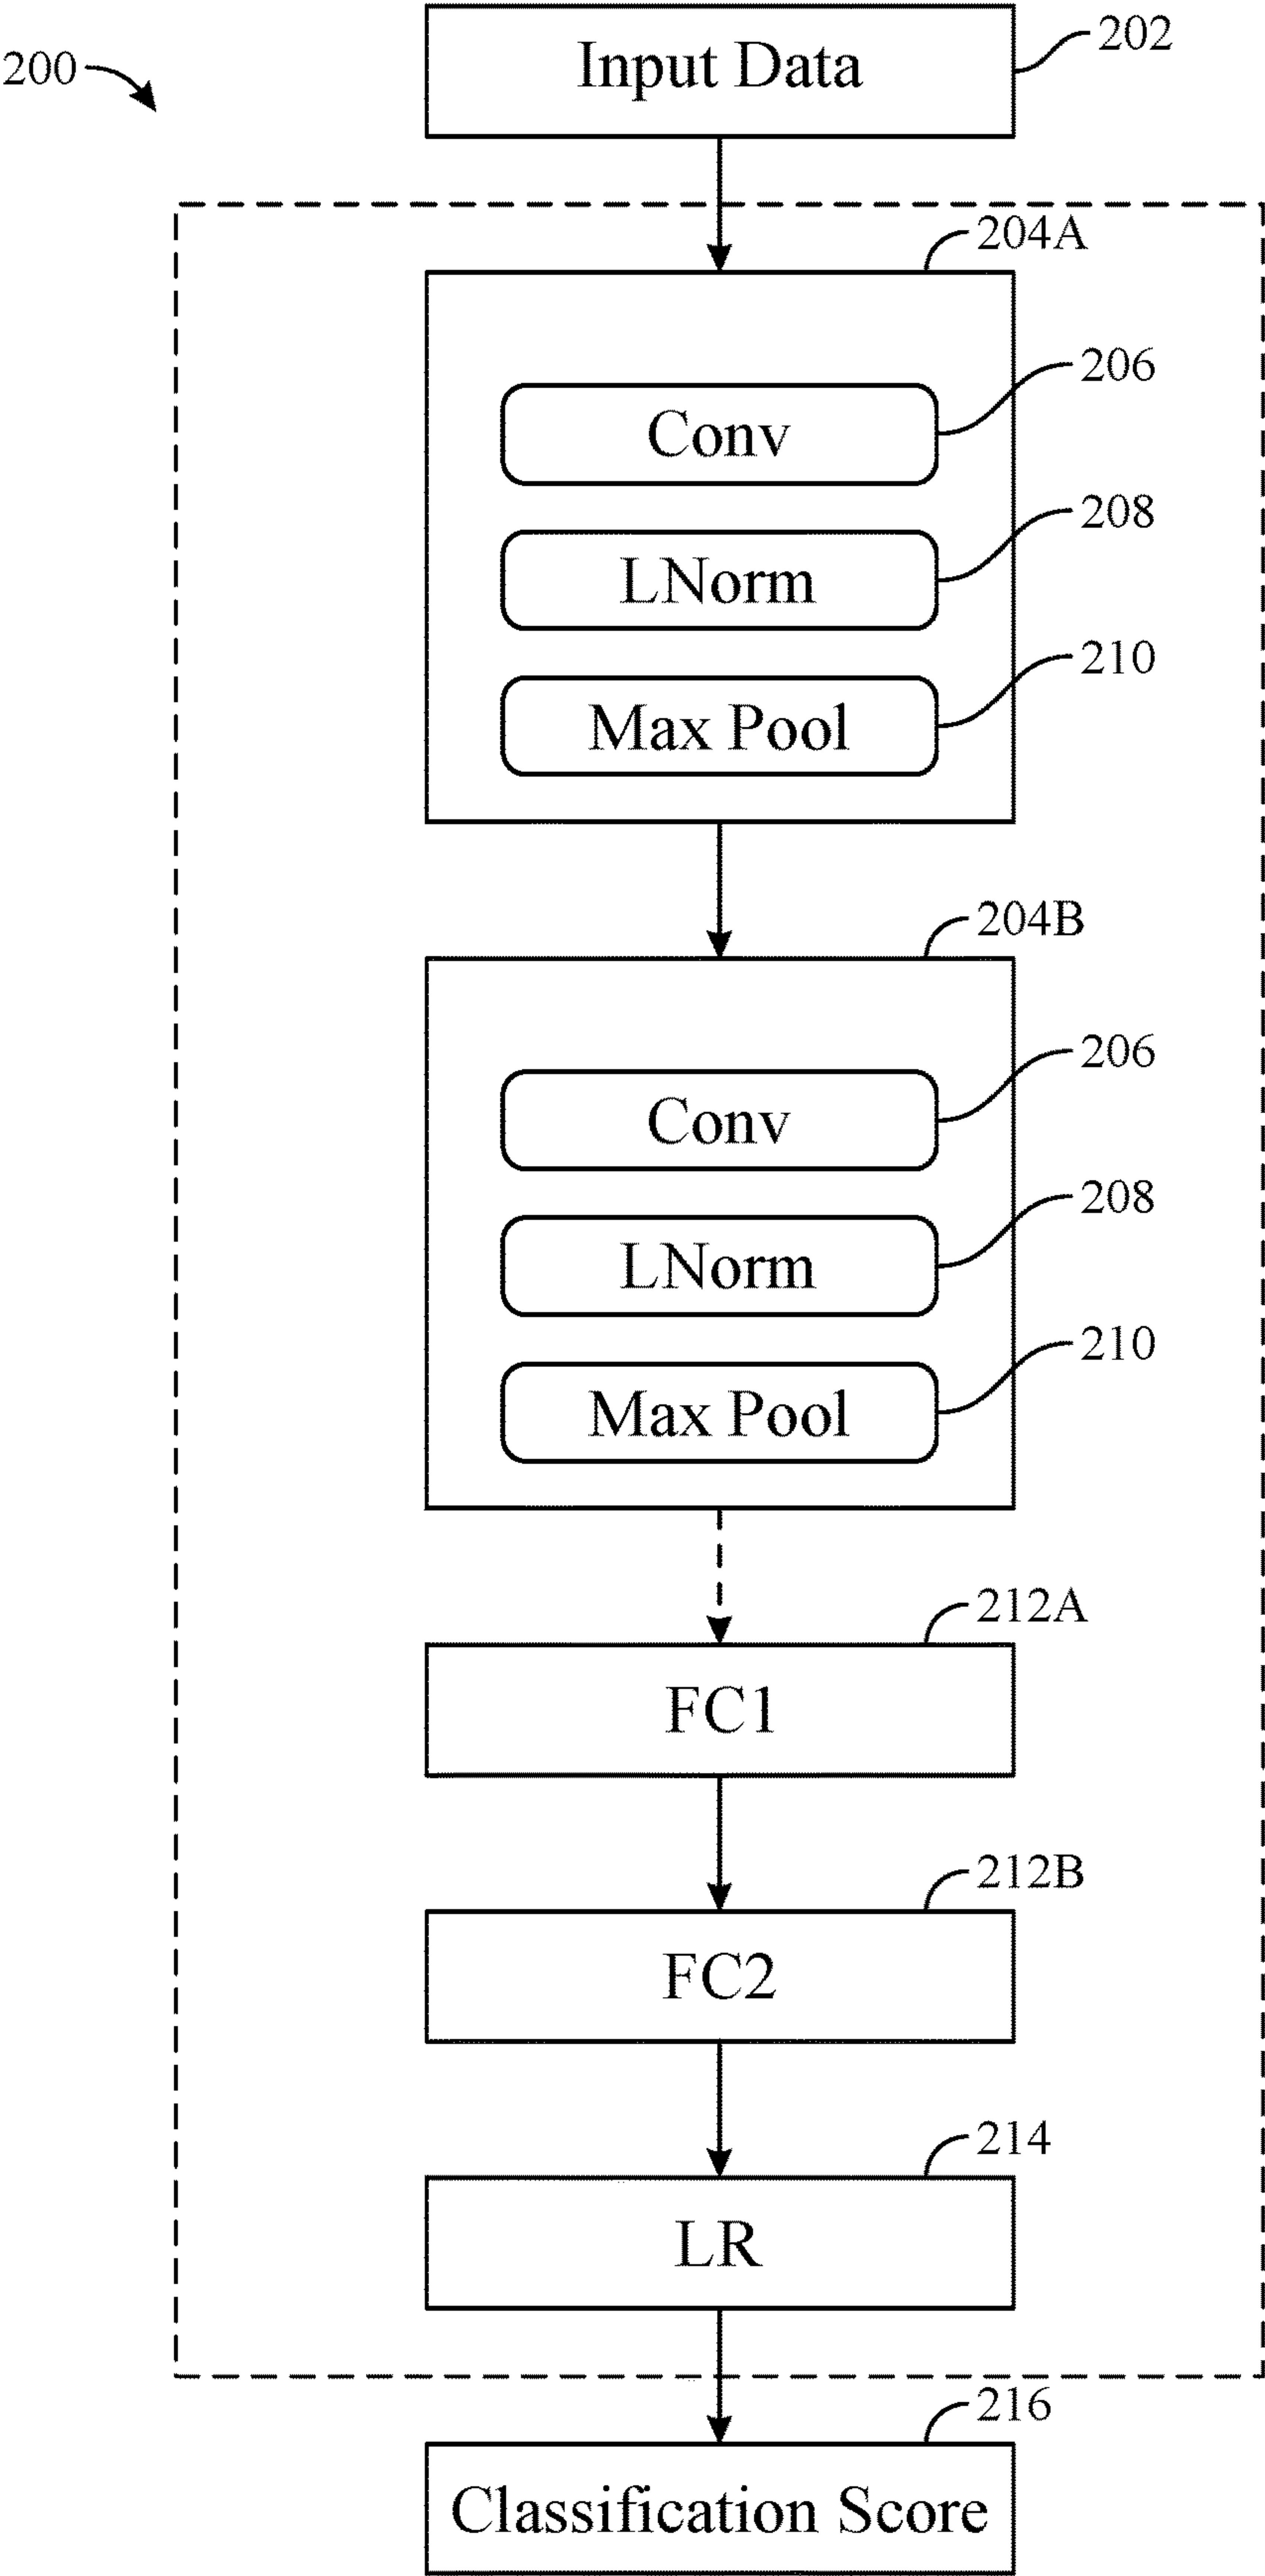 200
Input Data
202
204A
Conv
206
LNorm
208
Max Pool
210
204B
Conv
206
LNorm
208
Max Pool
210
212A
FC1
212B
FC2
214
LR
216
Classification Score